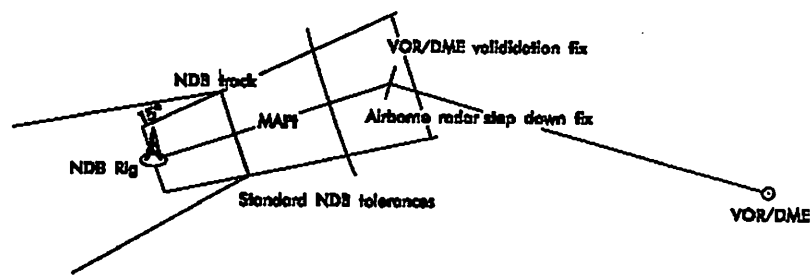 VOR/DME valididation fix
NDB track
15°
MAPt
Airborne radar step down fix
NDB Rig
Standard NDB tolerances
VOR/DME